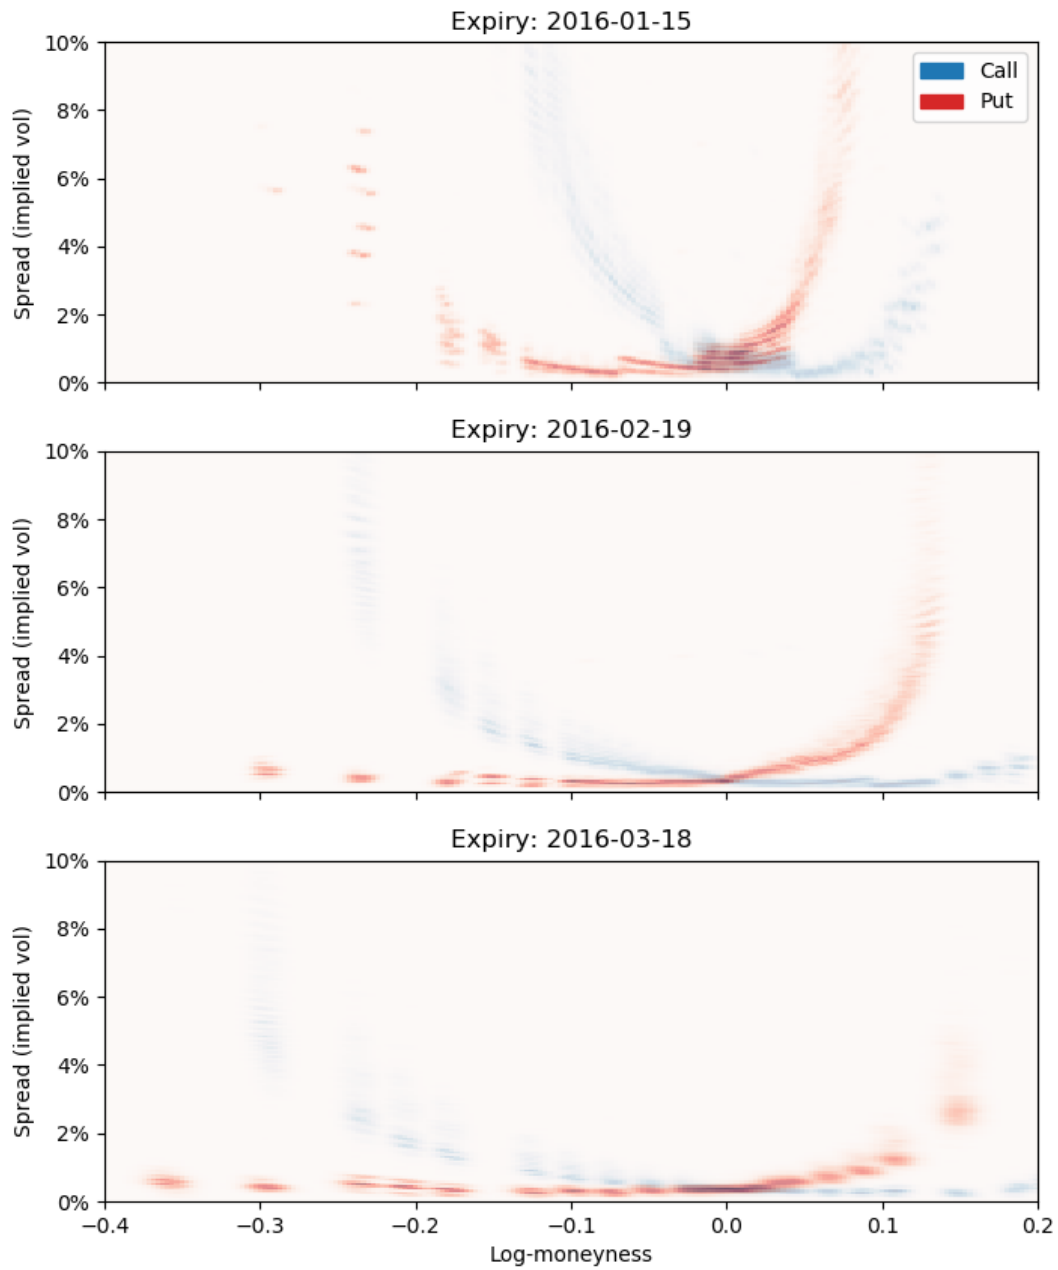 Expiry: 2016-01-15
10%
8%
6%
4%
2%
0%
Spread (implied vol)
Call
Put
Expiry: 2016-02-19
10%
8%
6%
4%
2%
0%
Spread (implied vol)
Expiry: 2016-03-18
10%
8%
6%
4%
2%
0%
Spread (implied vol)
−0.4
−0.3
−0.2
−0.1
0.0
0.1
0.2
Log-moneyness